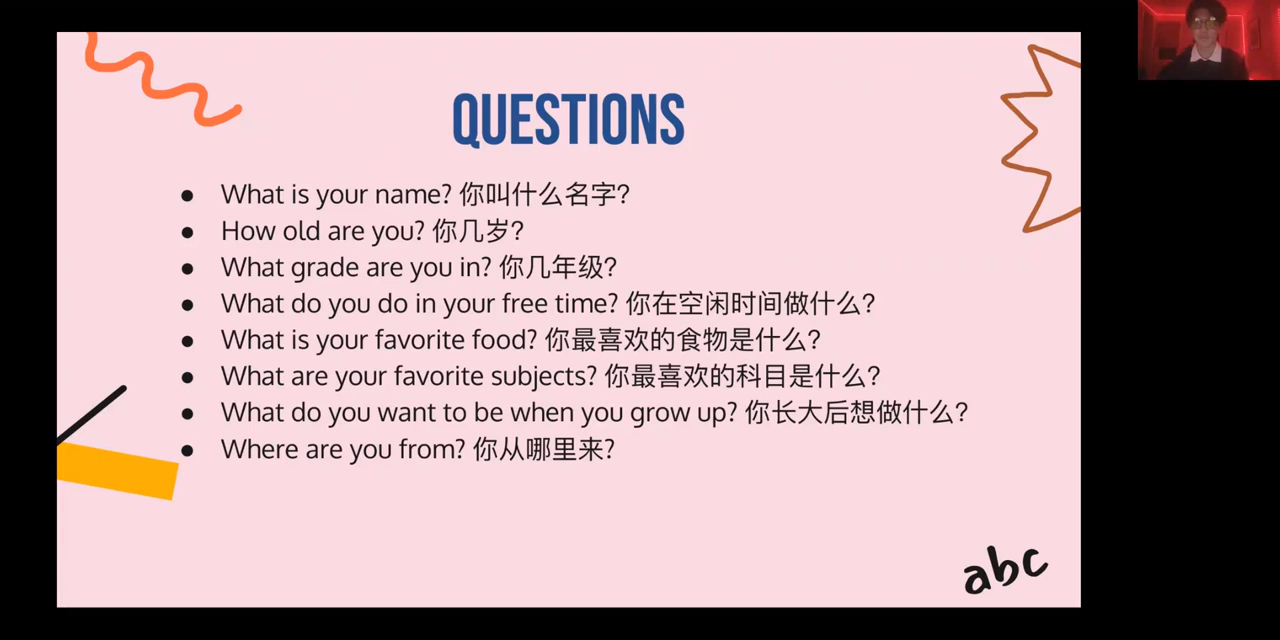 QUESTIONS
● What is your name? 你叫什么名字?
● How old are you? 你几岁?
● What grade are you in? 你几年级?
● What do you do in your free time? 你在空闲时间做什么?
● What is your favorite food? 你最喜欢的食物是什么?
● What are your favorite subjects? 你最喜欢的科目是什么?
● What do you want to be when you grow up? 你长大后想做什么?
● Where are you from? 你从哪里来?
abc